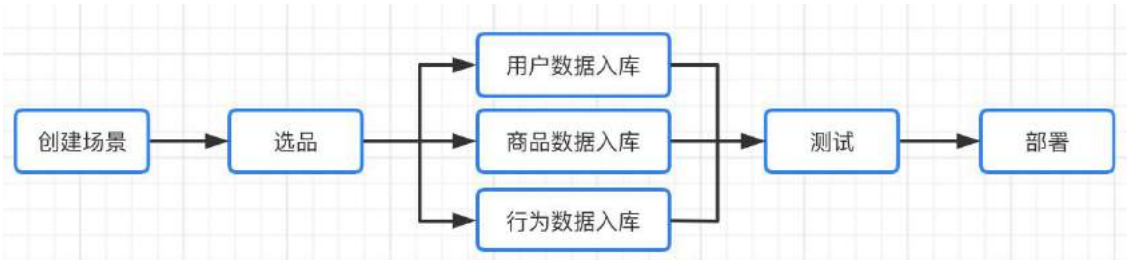 创建场景
选品
用户数据入库
商品数据入库
行为数据入库
测试
部署